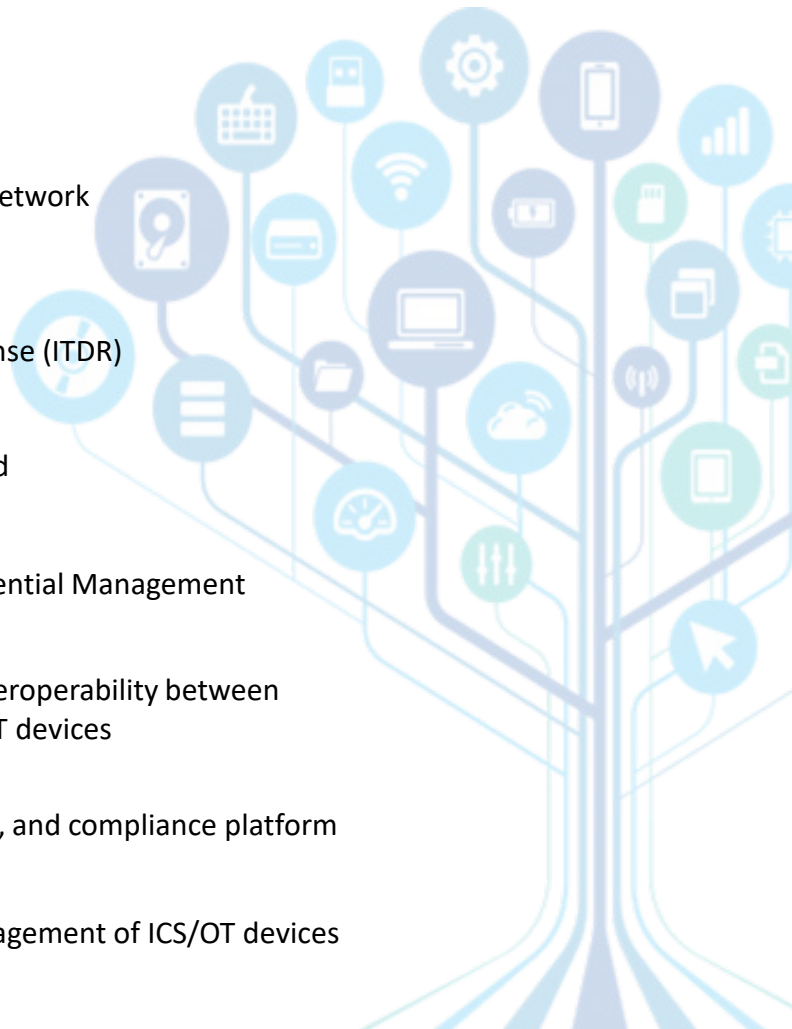 etwork
nse (ITDR)
d
ential Management
eroperability between
T devices
, and compliance platform
agement of ICS/OT devices